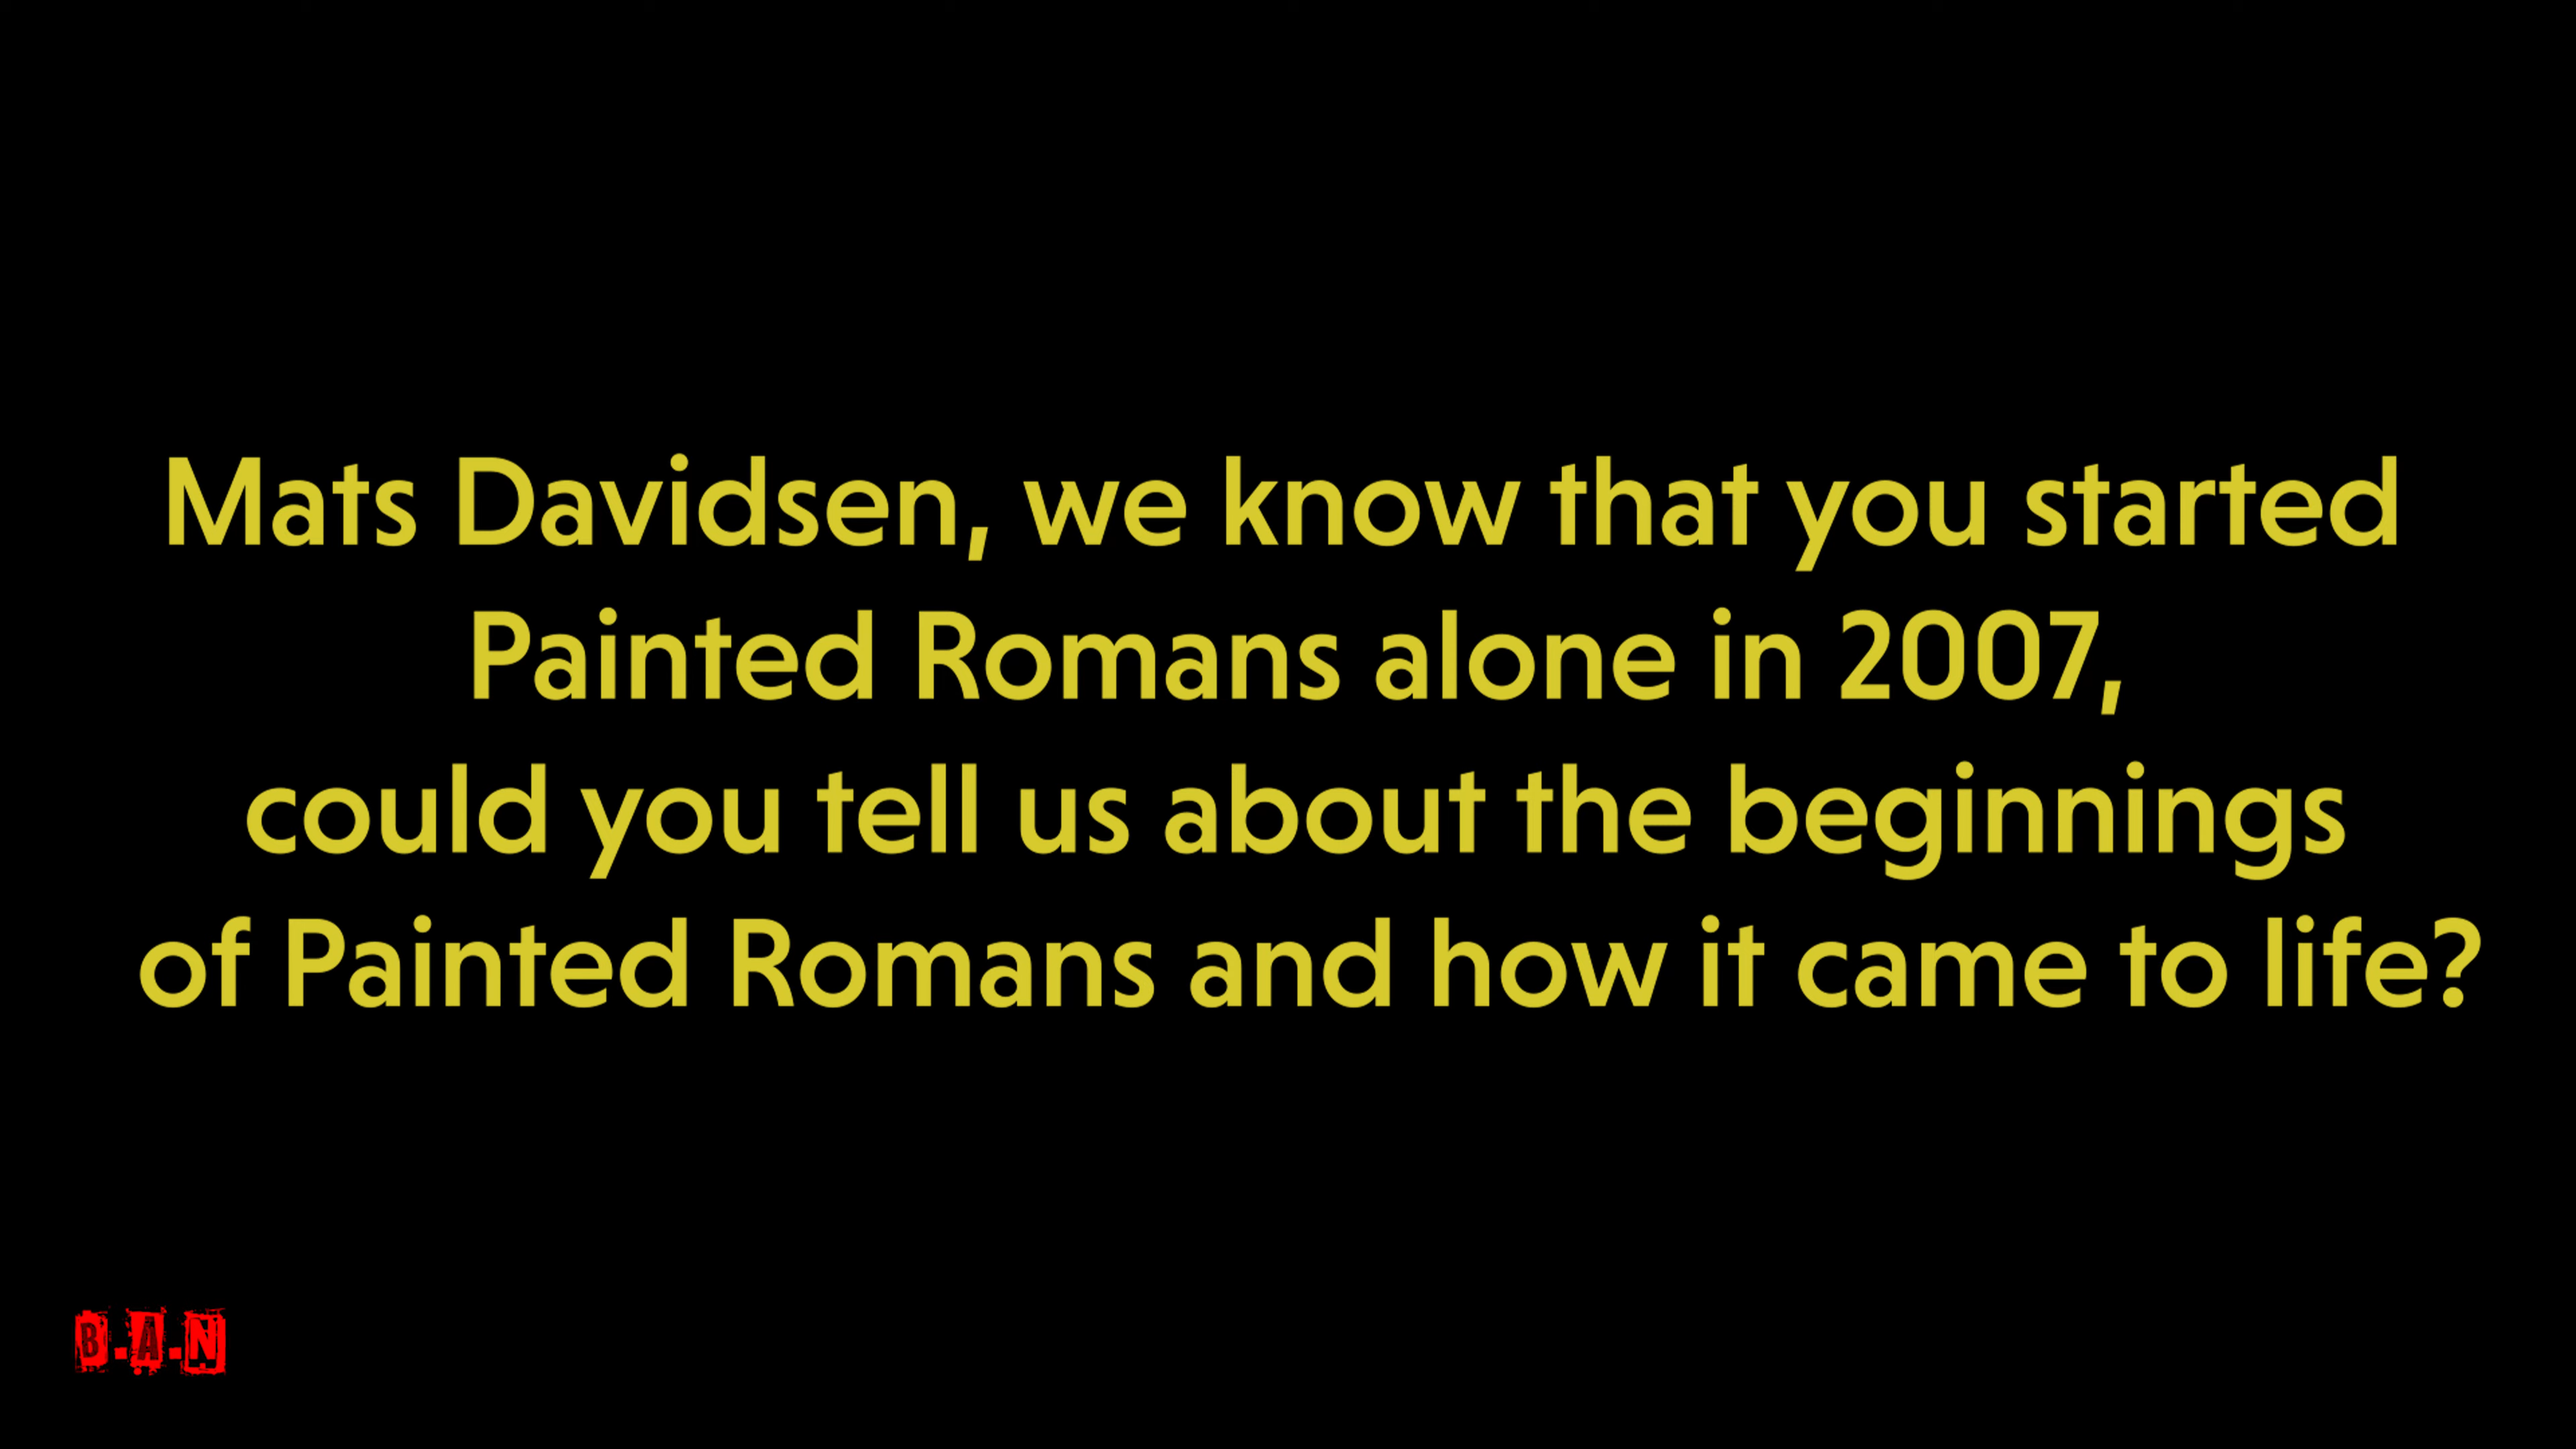 Mats Davidsen, we know that you started
Painted Romans alone in 2007,
could you tell us about the beginnings
of Painted Romans and how it came to life?
B.A.N